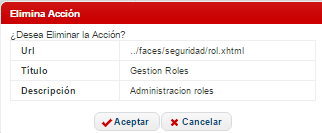 Elimina Acción
¿Desea Eliminar la Acción?
Url ../faces/seguridad/rol.xhtml
Título Gestion Roles
Descripción Administracion roles
Aceptar Cancelar